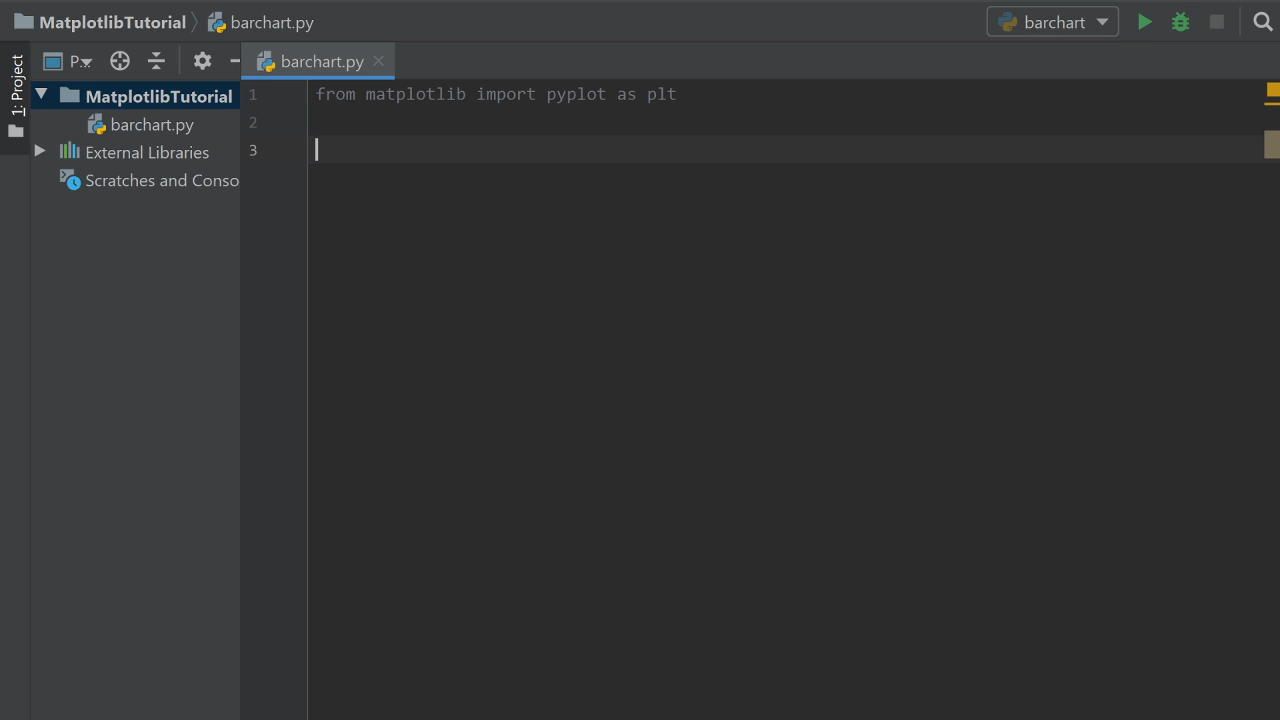 MatplotlibTutorial barchart.py barchart
1: Project
P.. barchart.py
MatplotlibTutorial
barchart.py
External Libraries
Scratches and Conso
1 from matplotlib import pyplot as plt
2
3